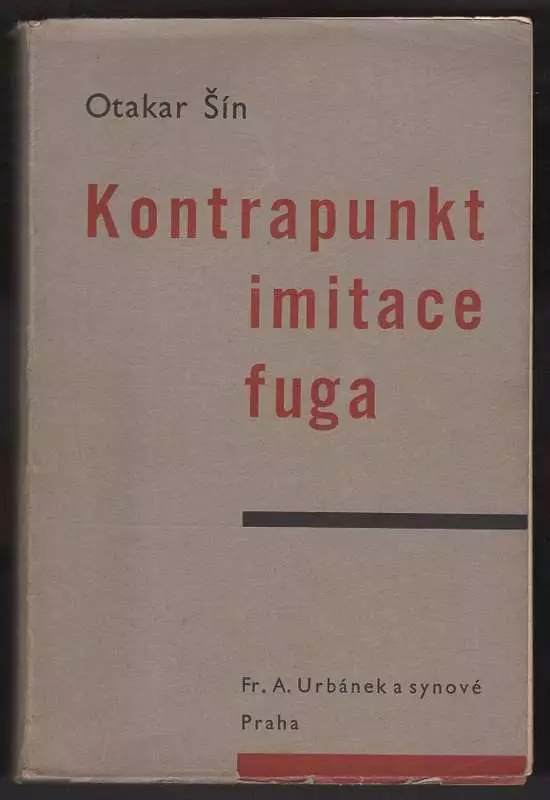 Otakar Šín
Kontrapunkt
imitace
fuga
Fr. A. Urbánek a synové
Praha